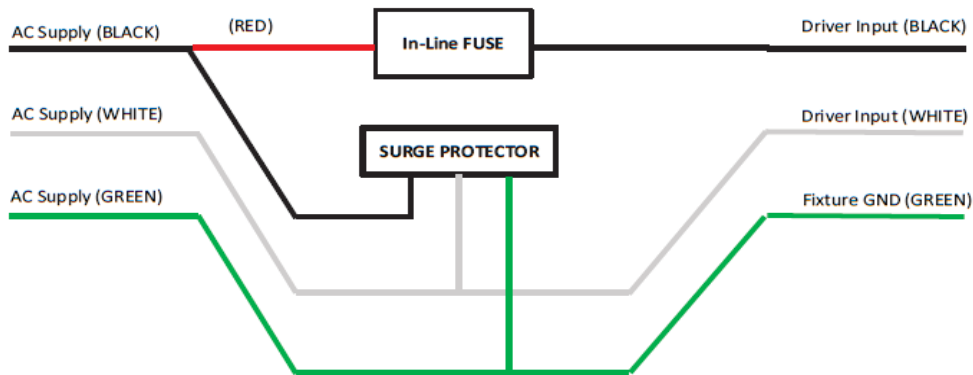 AC Supply (BLACK)
(RED)
In-Line FUSE
Driver Input (BLACK)
AC Supply (WHITE)
Driver Input (WHITE)
SURGE PROTECTOR
AC Supply (GREEN)
Fixture GND (GREEN)